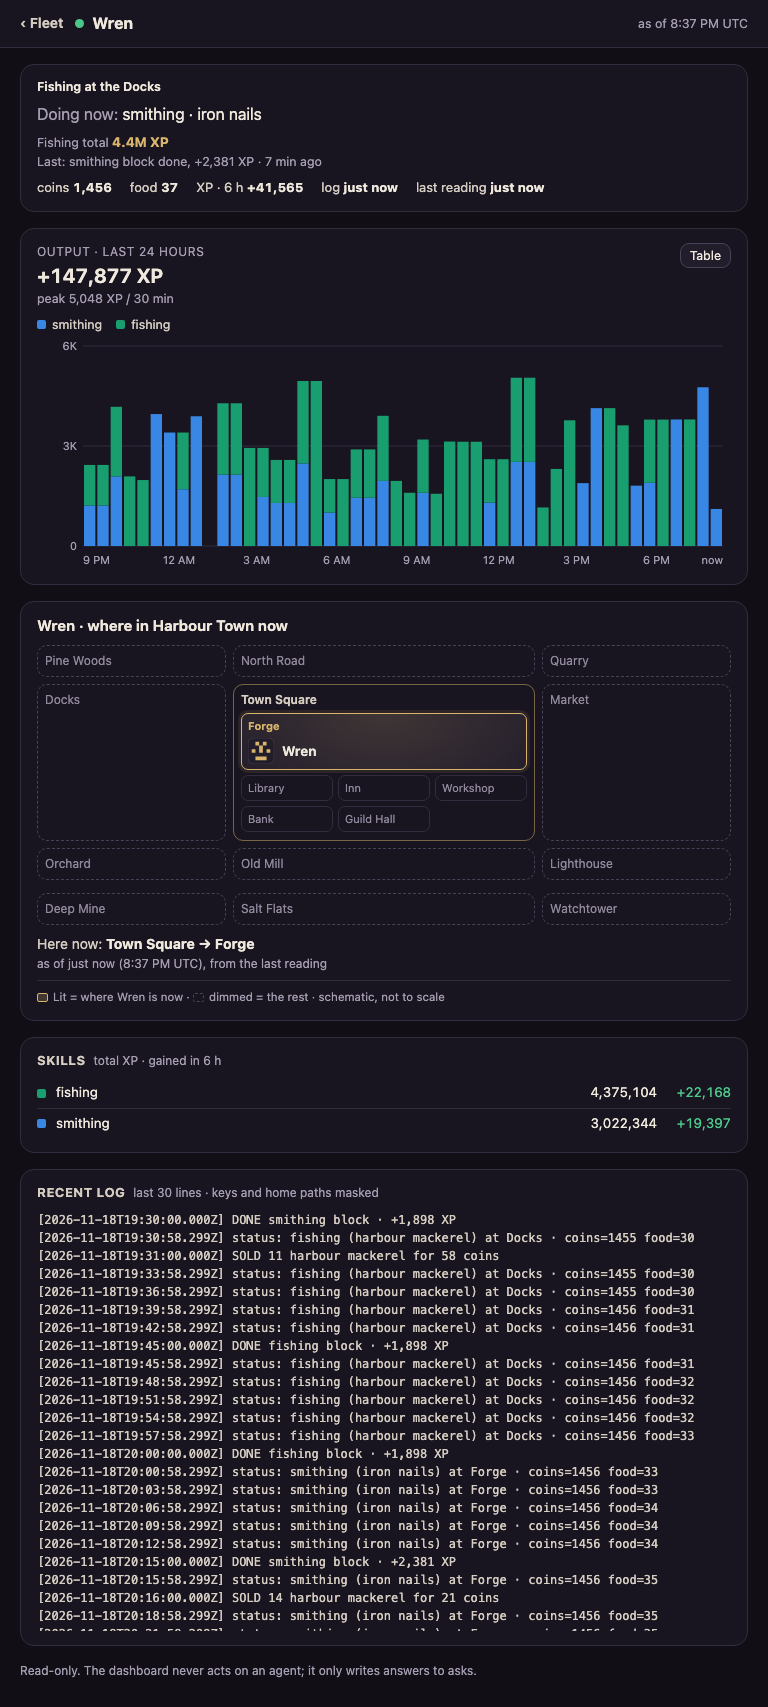 ‹ Fleet Wren as of 8:37 PM UTC
Fishing at the Docks
Doing now: smithing · iron nails
Fishing total 4.4M XP
Last: smithing block done, +2,381 XP · 7 min ago
coins 1,456 food 37 XP · 6 h +41,565 log just now last reading just now
OUTPUT · LAST 24 HOURS
Table
+147,877 XP
peak 5,048 XP / 30 min
smithing fishing
6K
3K
0
9 PM 12 AM 3 AM 6 AM 9 AM 12 PM 3 PM 6 PM now
Wren · where in Harbour Town now
Pine Woods North Road Quarry
Docks Town Square Market
Forge
Wren
Library Inn Workshop
Bank Guild Hall
Orchard Old Mill Lighthouse
Deep Mine Salt Flats Watchtower
Here now: Town Square → Forge
as of just now (8:37 PM UTC), from the last reading
Lit = where Wren is now · dimmed = the rest · schematic, not to scale
SKILLS total XP · gained in 6 h
fishing 4,375,104 +22,168
smithing 3,022,344 +19,397
RECENT LOG last 30 lines · keys and home paths masked
[2026-11-18T19:30:00.000Z] DONE smithing block · +1,898 XP
[2026-11-18T19:30:58.299Z] status: fishing (harbour mackerel) at Docks · coins=1455 food=30
[2026-11-18T19:31:00.000Z] SOLD 11 harbour mackerel for 58 coins
[2026-11-18T19:33:58.299Z] status: fishing (harbour mackerel) at Docks · coins=1455 food=30
[2026-11-18T19:36:58.299Z] status: fishing (harbour mackerel) at Docks · coins=1455 food=30
[2026-11-18T19:39:58.299Z] status: fishing (harbour mackerel) at Docks · coins=1456 food=31
[2026-11-18T19:42:58.299Z] status: fishing (harbour mackerel) at Docks · coins=1456 food=31
[2026-11-18T19:45:00.000Z] DONE fishing block · +1,898 XP
[2026-11-18T19:45:58.299Z] status: fishing (harbour mackerel) at Docks · coins=1456 food=31
[2026-11-18T19:48:58.299Z] status: fishing (harbour mackerel) at Docks · coins=1456 food=32
[2026-11-18T19:51:58.299Z] status: fishing (harbour mackerel) at Docks · coins=1456 food=32
[2026-11-18T19:54:58.299Z] status: fishing (harbour mackerel) at Docks · coins=1456 food=32
[2026-11-18T19:57:58.299Z] status: fishing (harbour mackerel) at Docks · coins=1456 food=33
[2026-11-18T20:00:00.000Z] DONE fishing block · +1,898 XP
[2026-11-18T20:00:58.299Z] status: smithing (iron nails) at Forge · coins=1456 food=33
[2026-11-18T20:03:58.299Z] status: smithing (iron nails) at Forge · coins=1456 food=33
[2026-11-18T20:06:58.299Z] status: smithing (iron nails) at Forge · coins=1456 food=34
[2026-11-18T20:09:58.299Z] status: smithing (iron nails) at Forge · coins=1456 food=34
[2026-11-18T20:12:58.299Z] status: smithing (iron nails) at Forge · coins=1456 food=34
[2026-11-18T20:15:00.000Z] DONE smithing block · +2,381 XP
[2026-11-18T20:15:58.299Z] status: smithing (iron nails) at Forge · coins=1456 food=35
[2026-11-18T20:16:00.000Z] SOLD 14 harbour mackerel for 21 coins
[2026-11-18T20:18:58.299Z] status: smithing (iron nails) at Forge · coins=1456 food=35
Read-only. The dashboard never acts on an agent; it only writes answers to asks.